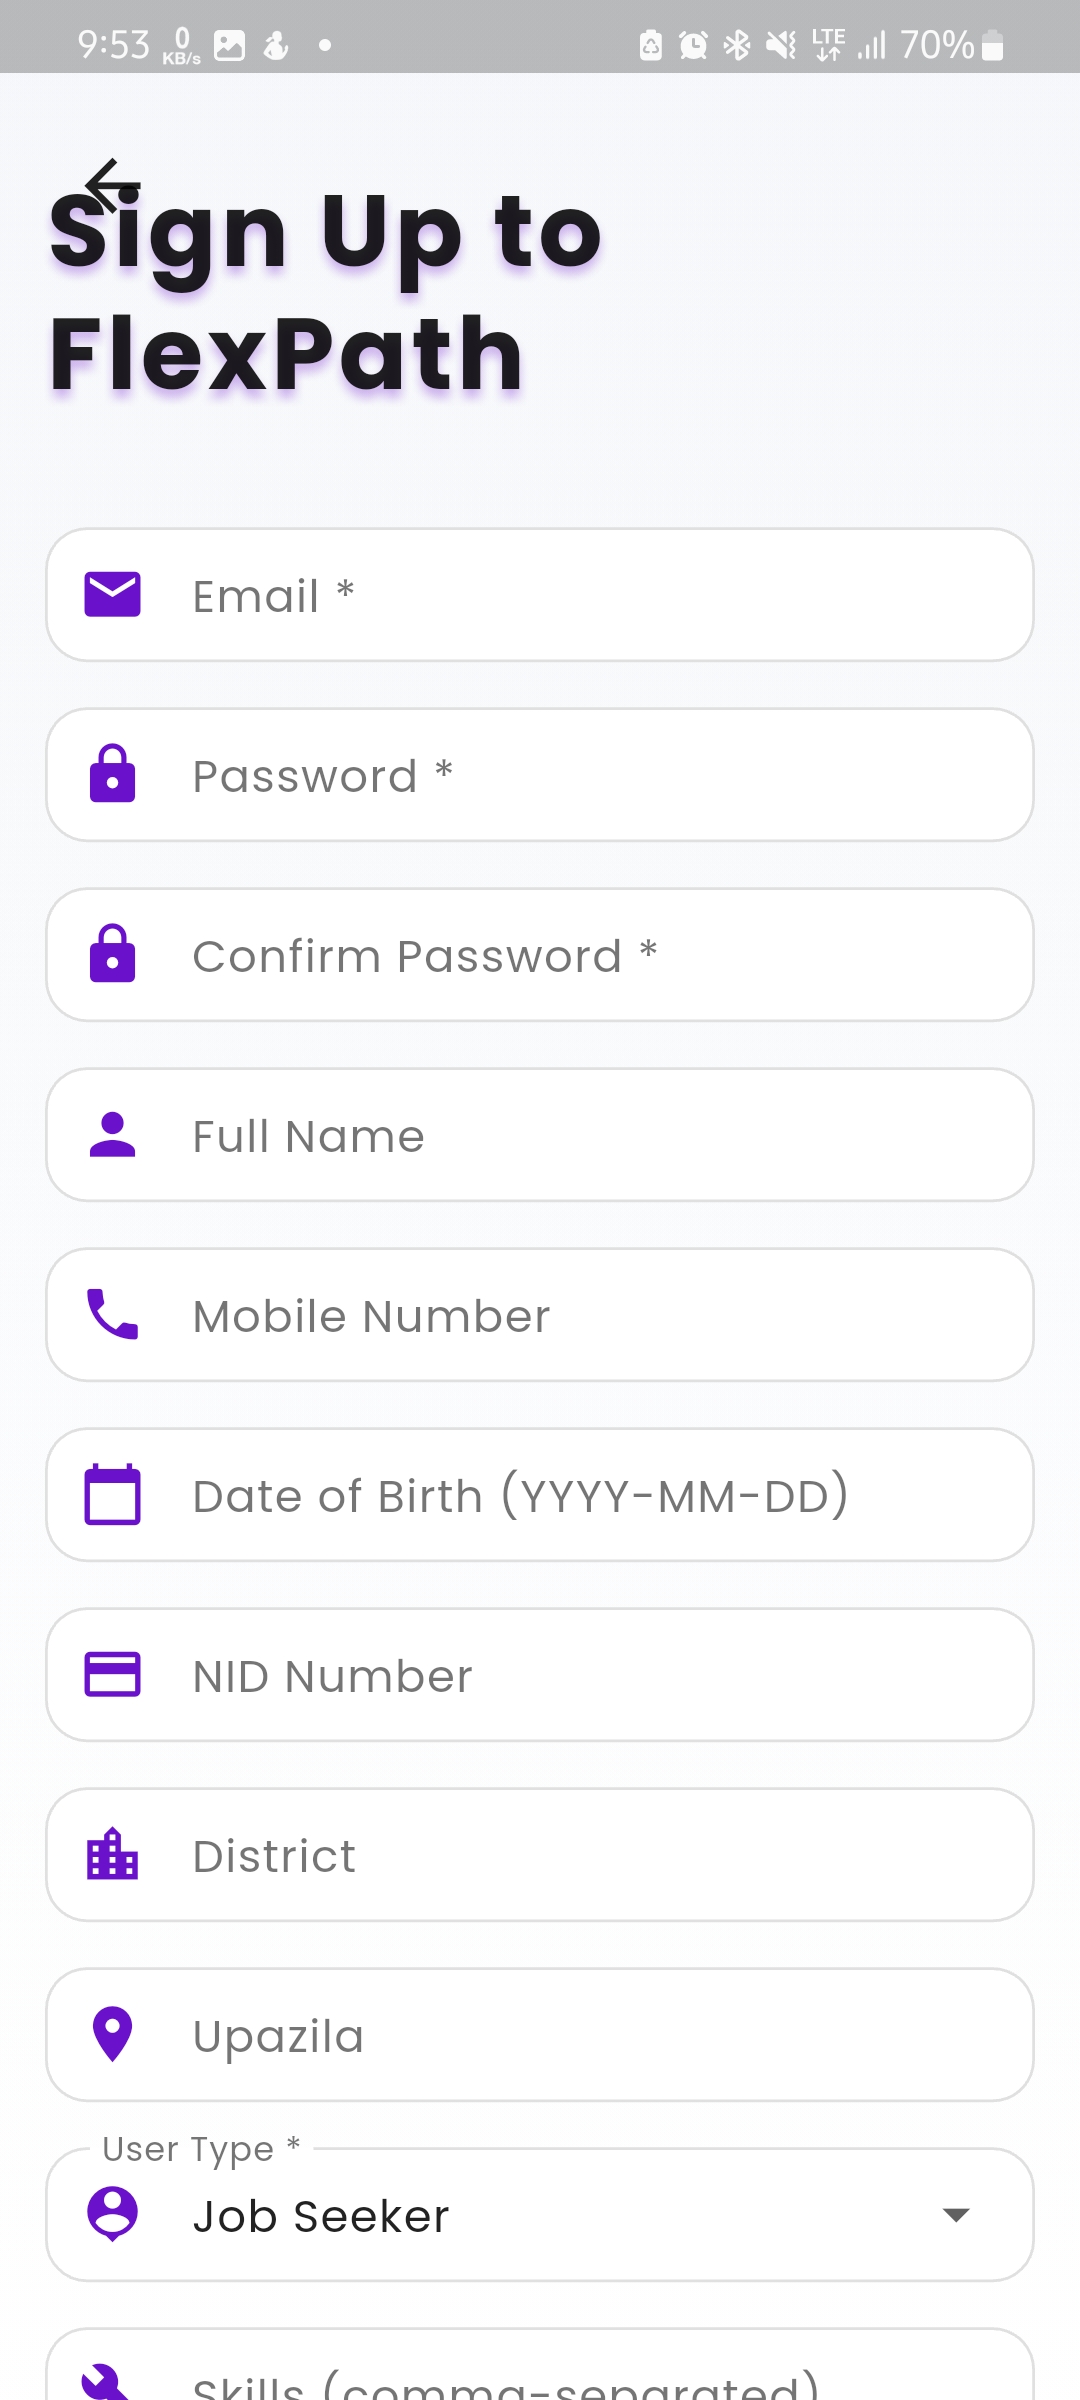 9:53 0 KB/s LTE 70%
Sign Up to
FlexPath
Email *
Password *
Confirm Password *
Full Name
Mobile Number
Date of Birth (YYYY-MM-DD)
NID Number
District
Upazila
User Type *
Job Seeker
Skills (comma-separated)